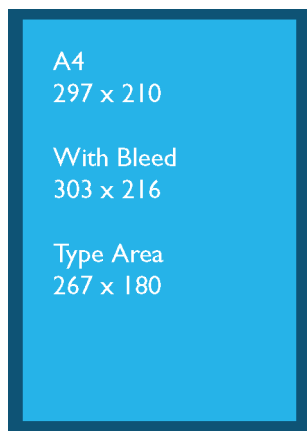 A4
297 x 210
With Bleed
303 x 216
Type Area
267 x 180